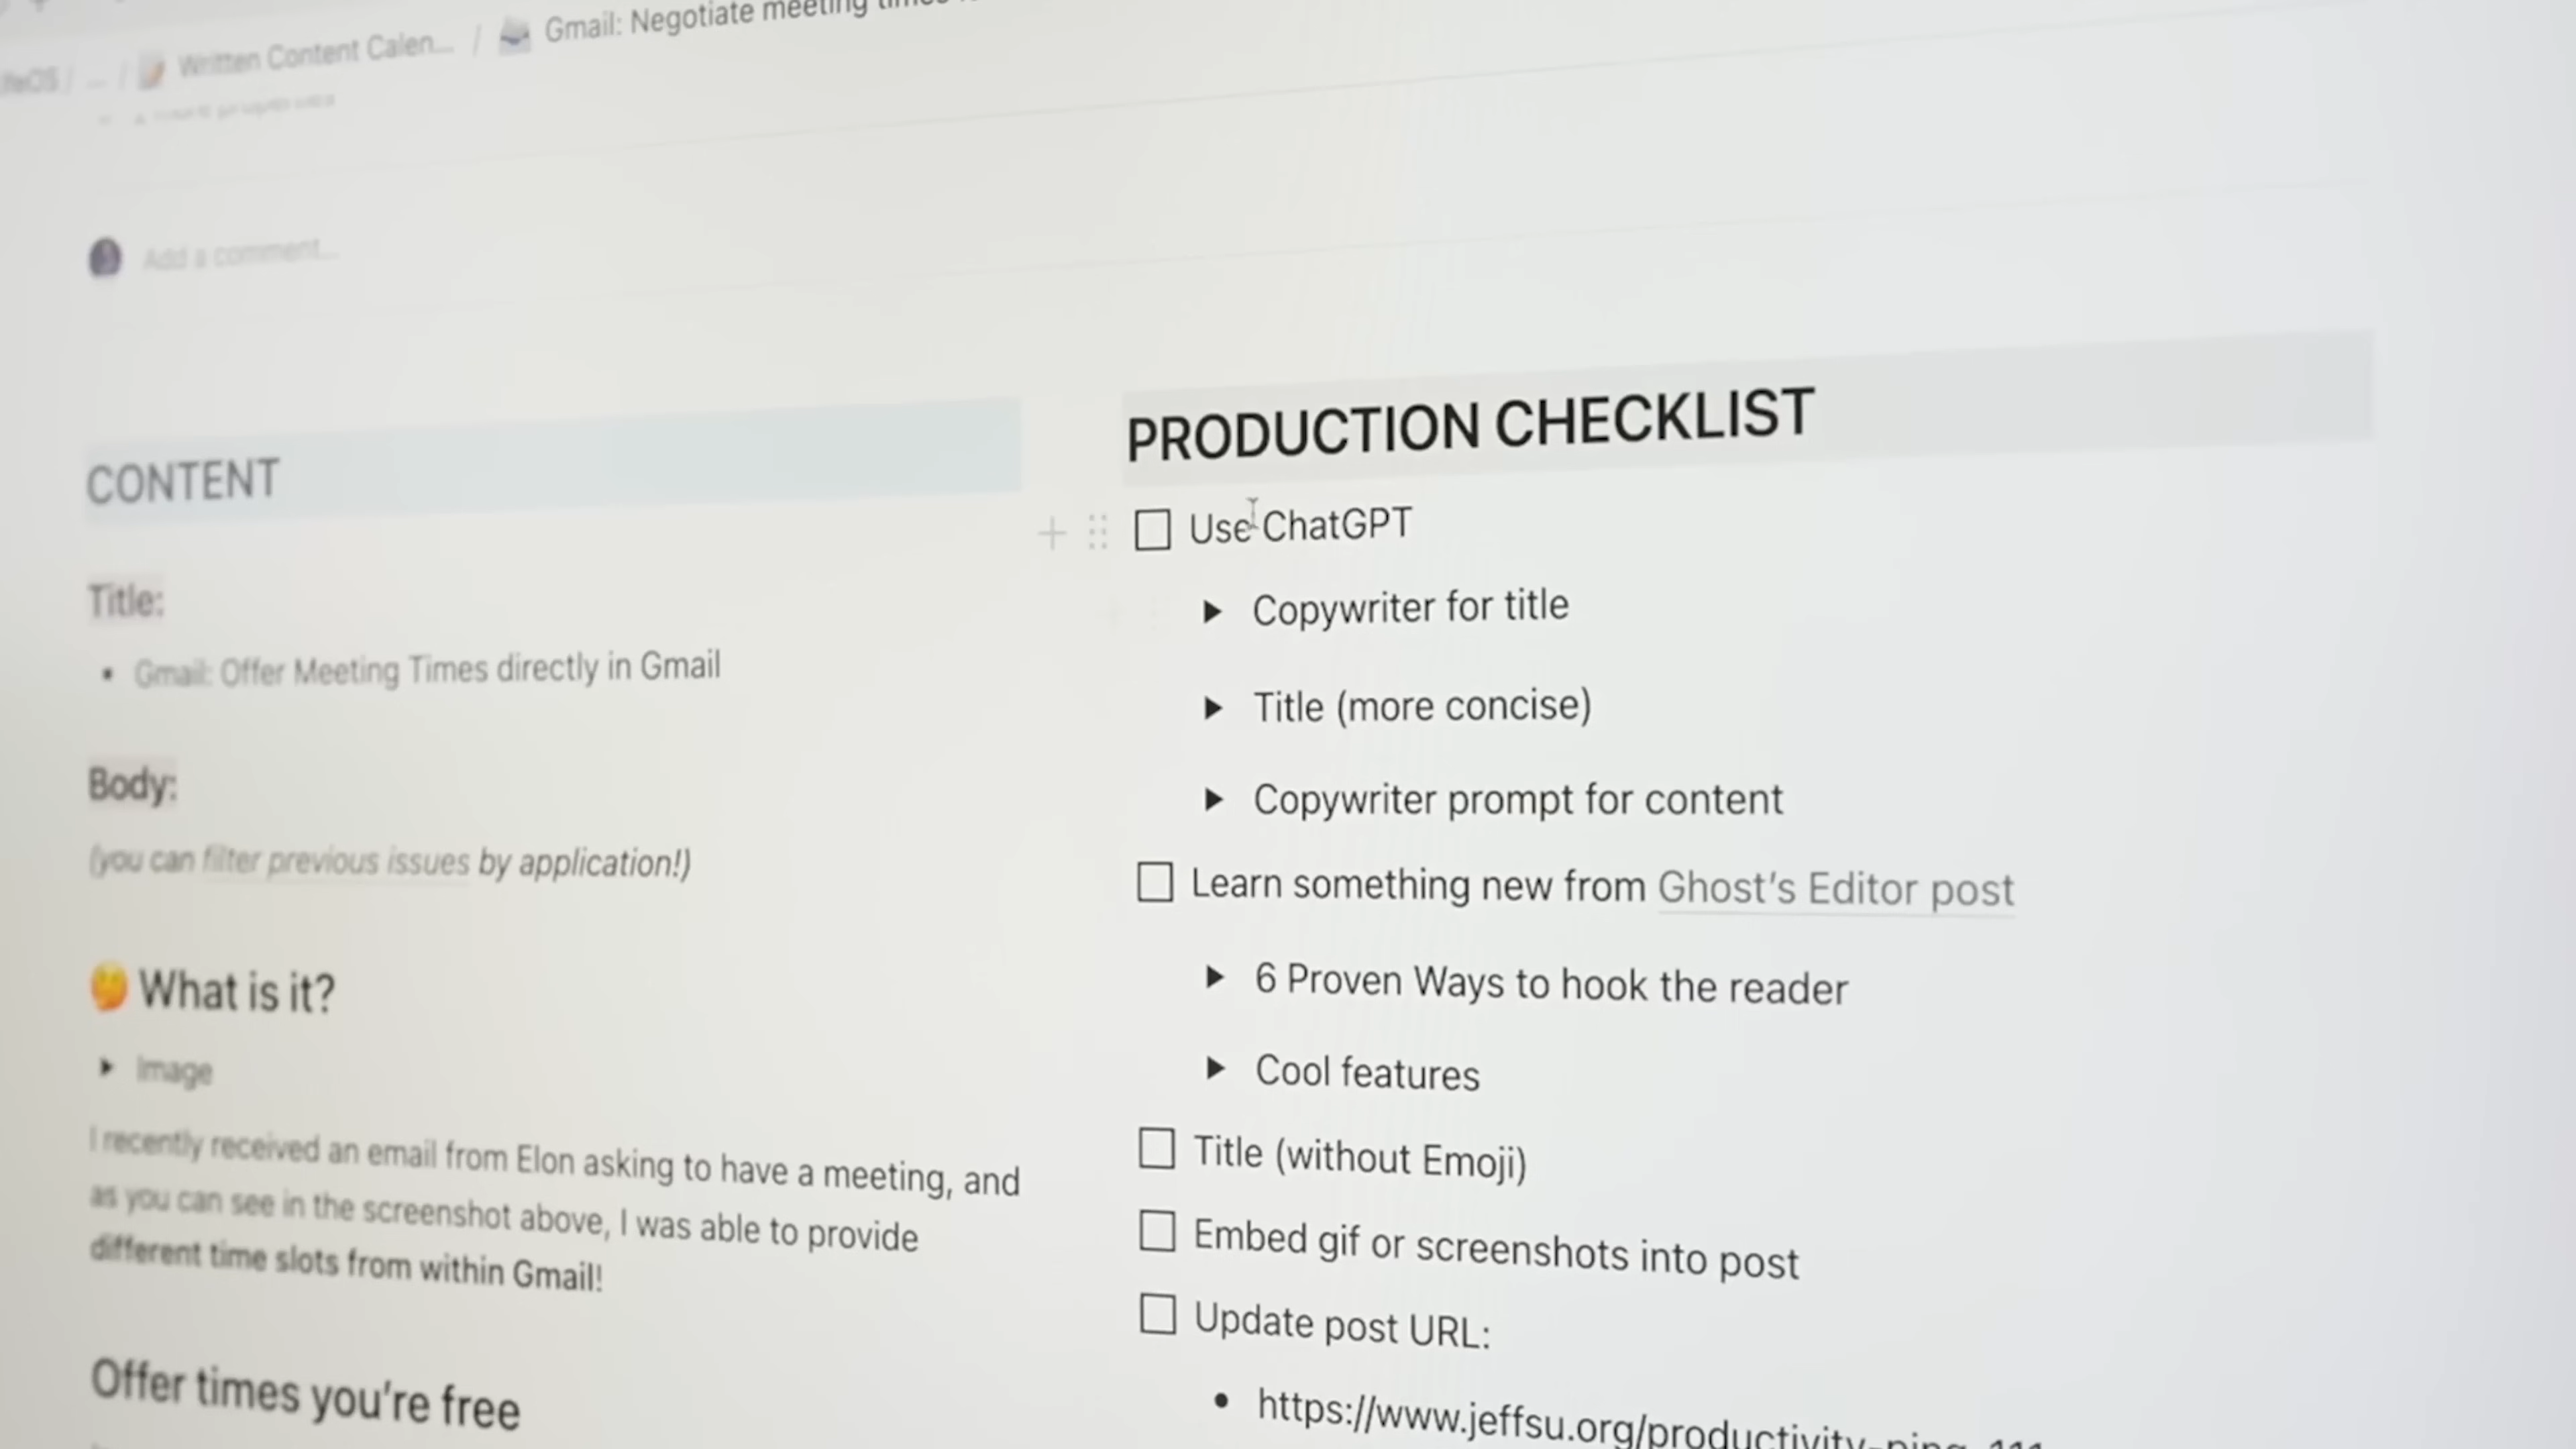 / ... / Written Content Calen... / Gmail: Negotiate meeting times
Add a comment...
CONTENT
Title:
• Gmail: Offer Meeting Times directly in Gmail
Body:
(you can filter previous issues by application!)
🤔 What is it?
Image
I recently received an email from Elon asking to have a meeting, and
as you can see in the screenshot above, I was able to provide
different time slots from within Gmail!
Offer times you're free
PRODUCTION CHECKLIST
Use ChatGPT
Copywriter for title
Title (more concise)
Copywriter prompt for content
Learn something new from Ghost's Editor post
6 Proven Ways to hook the reader
Cool features
Title (without Emoji)
Embed gif or screenshots into post
Update post URL:
• https://www.jeffsu.org/productivity-ping-111